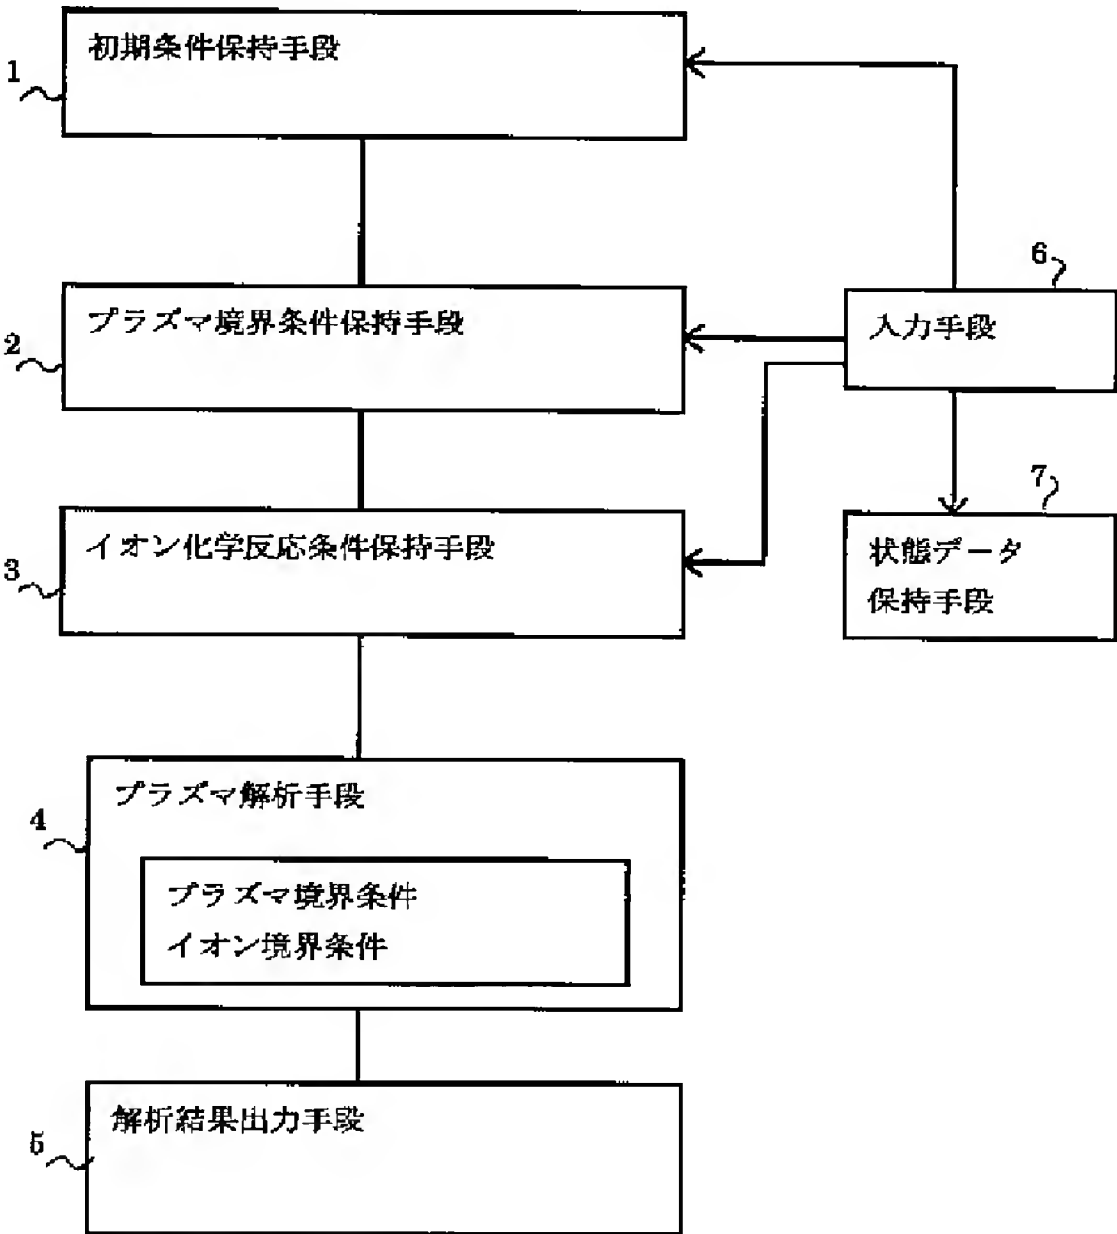 初期条件保持手段
1
6
プラズマ境界条件保持手段
入力手段
2
7
イオン化学反応条件保持手段
状態データ
保持手段
3
プラズマ解析手段
4
プラズマ境界条件
イオン境界条件
解析結果出力手段
5